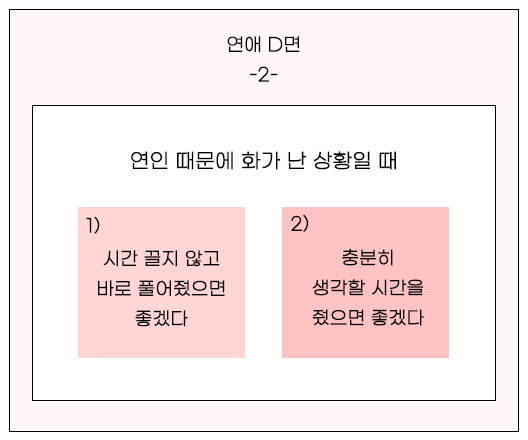 연애 D면
-2-
연인 때문에 화가 난 상황일 때
1)
시간 끌지 않고
바로 풀어줬으면
좋겠다
2)
충분히
생각할 시간을
줬으면 좋겠다